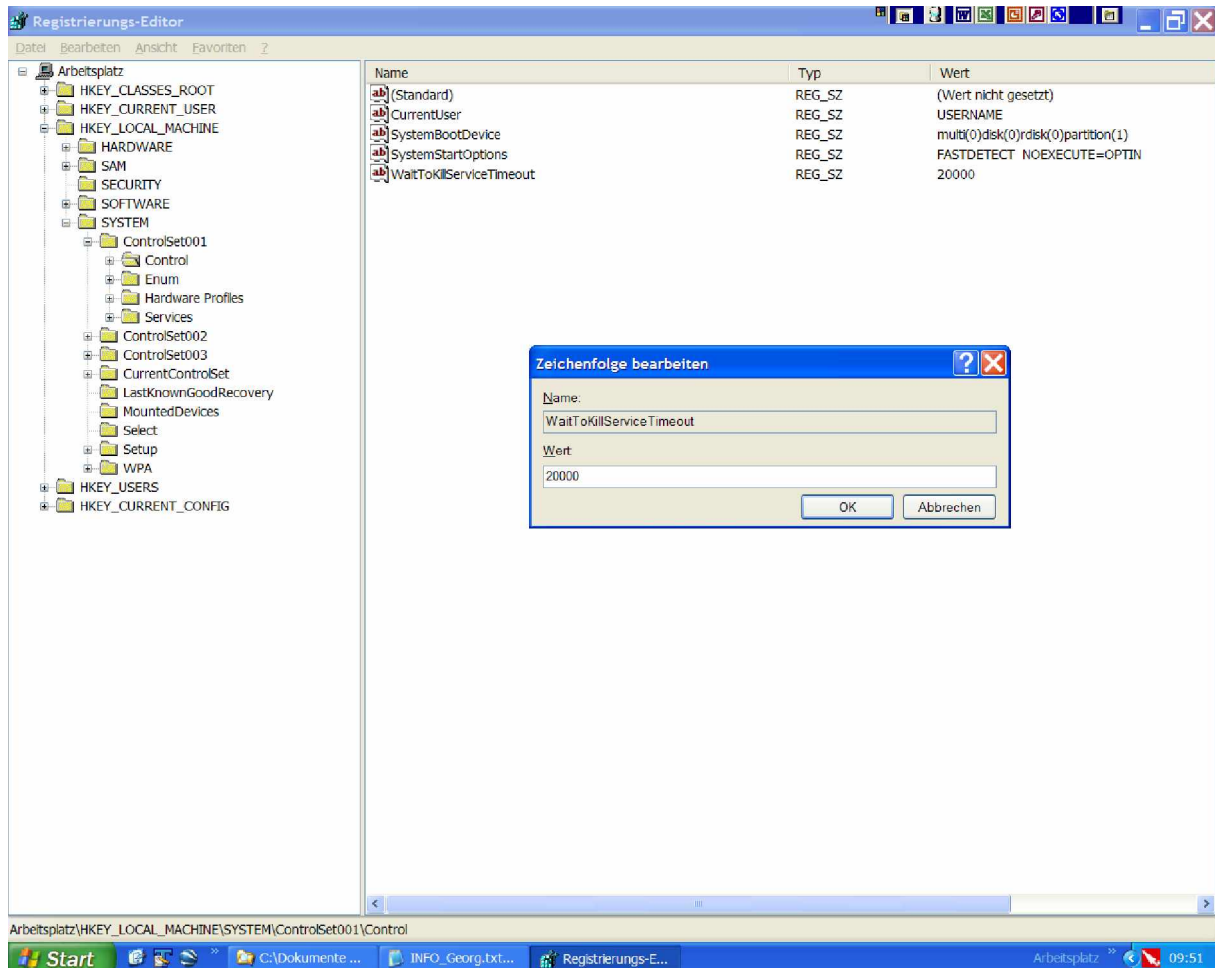 Registrierungs-Editor
Datei Bearbeiten Ansicht Favoriten ?
Arbeitsplatz
HKEY_CLASSES_ROOT
HKEY_CURRENT_USER
HKEY_LOCAL_MACHINE
HARDWARE
SAM
SECURITY
SOFTWARE
SYSTEM
ControlSet001
Control
Enum
Hardware Profiles
Services
ControlSet002
ControlSet003
CurrentControlSet
LastKnownGoodRecovery
MountedDevices
Select
Setup
WPA
HKEY_USERS
HKEY_CURRENT_CONFIG
Name Typ Wert
(Standard) REG_SZ (Wert nicht gesetzt)
CurrentUser REG_SZ USERNAME
SystemBootDevice REG_SZ multi(0)disk(0)rdisk(0)partition(1)
SystemStartOptions REG_SZ FASTDETECT NOEXECUTE=OPTIN
WaitToKillServiceTimeout REG_SZ 20000
Zeichenfolge bearbeiten
Name:
WaitToKillServiceTimeout
Wert
20000
OK Abbrechen
Arbeitsplatz\HKEY_LOCAL_MACHINE\SYSTEM\ControlSet001\Control
Start C:\Dokumente ... INFO_Georg.txt... Registrierungs-E... Arbeitsplatz 09:51